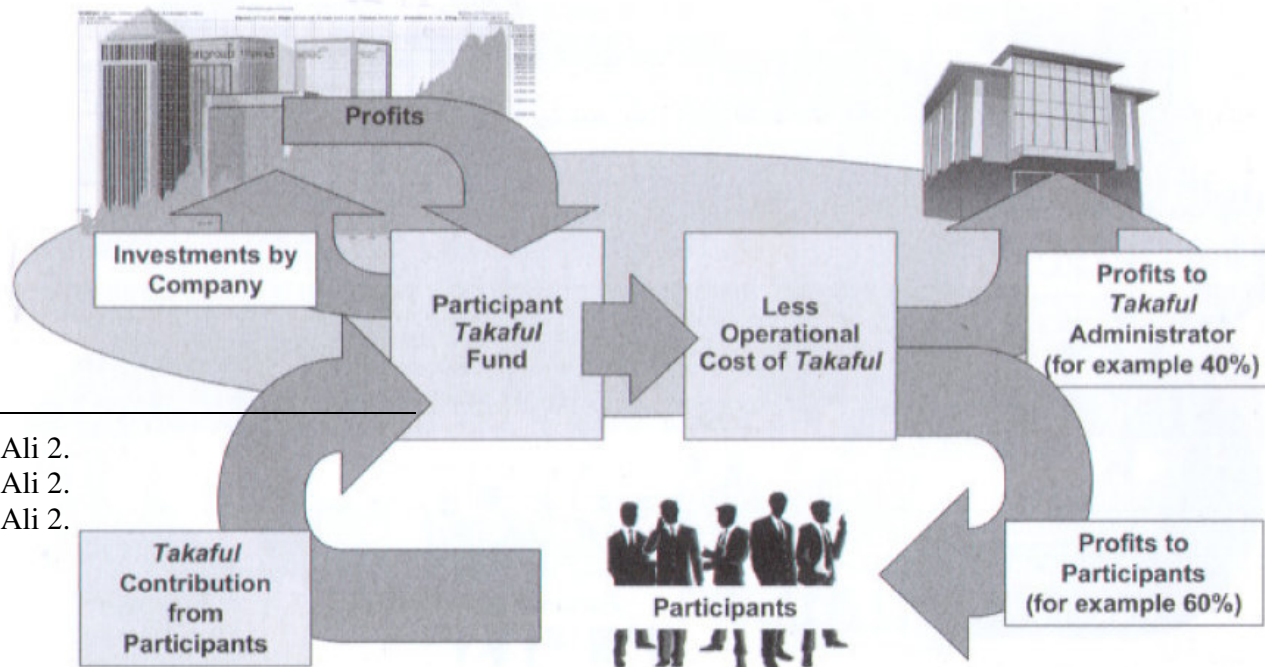 Profits
Investments by
Company
Participant
Takaful
Fund
Less
Operational
Cost of Takaful
Profits to
Takaful
Administrator
(for example 40%)
Ali 2.
Ali 2.
Ali 2.
Takaful
Contribution
from
Participants
Participants
Profits to
Participants
(for example 60%)